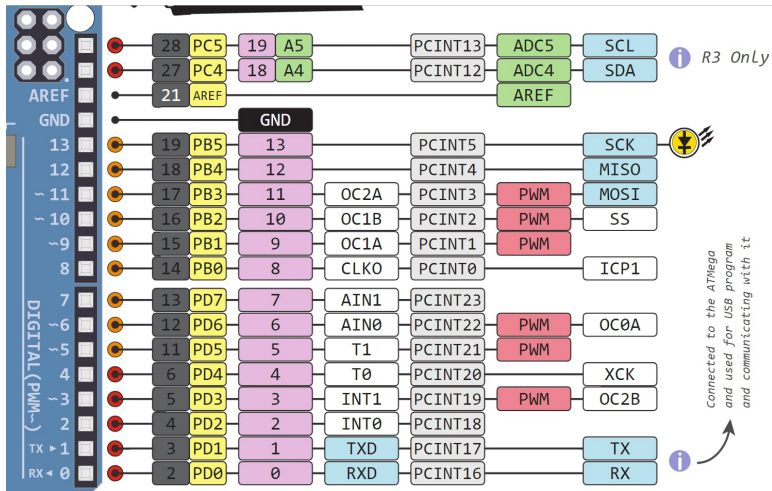 28 PC5 19 A5 PCINT13 ADC5 SCL
27 PC4 18 A4 PCINT12 ADC4 SDA
R3 Only
AREF 21 AREF AREF
GND GND
13 19 PB5 13 PCINT5 SCK
12 18 PB4 12 PCINT4 MISO
~11 17 PB3 11 OC2A PCINT3 PWM MOSI
~10 16 PB2 10 OC1B PCINT2 PWM SS
~9 15 PB1 9 OC1A PCINT1 PWM
8 14 PB0 8 CLKO PCINT0 ICP1
7 13 PD7 7 AIN1 PCINT23
~6 12 PD6 6 AIN0 PCINT22 PWM OC0A
~5 11 PD5 5 T1 PCINT21 PWM
4 6 PD4 4 T0 PCINT20 XCK
~3 5 PD3 3 INT1 PCINT19 PWM OC2B
2 4 PD2 2 INT0 PCINT18
TX ▸ 1 3 PD1 1 TXD PCINT17 TX
RX ◂ 0 2 PD0 0 RXD PCINT16 RX
DIGITAL(PWM~)
Connected to the ATMega
and used for USB program
and communicating with it